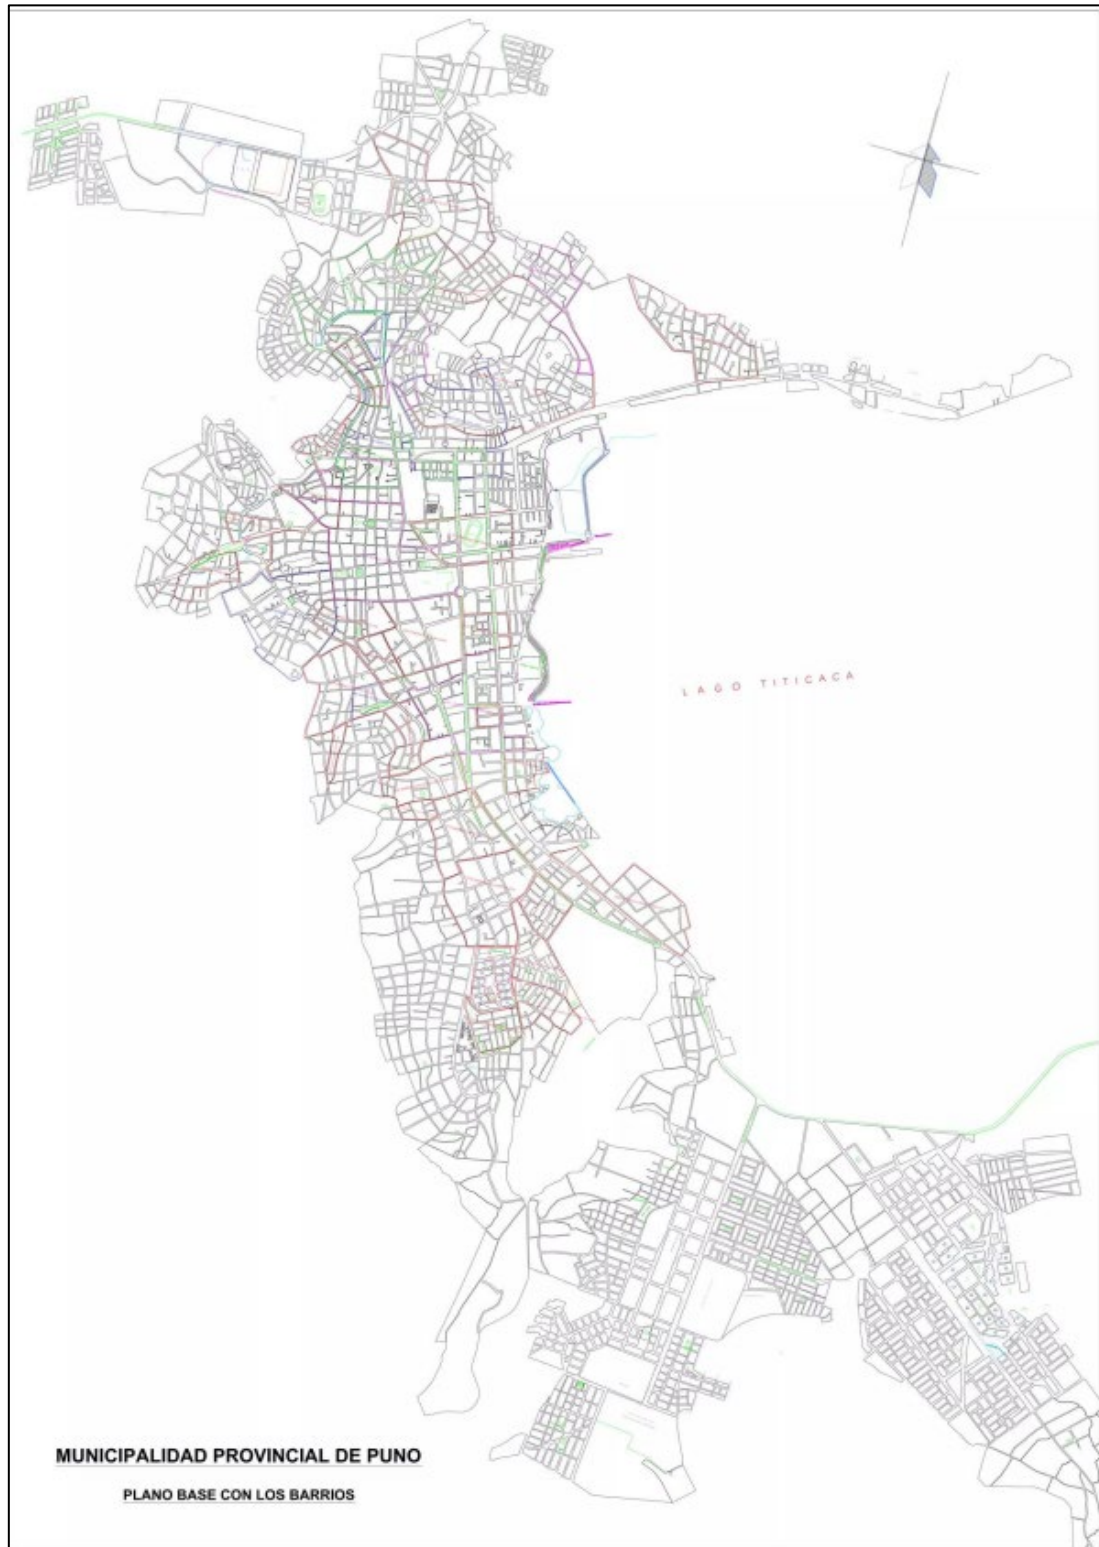 LAGO TITICACA
MUNICIPALIDAD PROVINCIAL DE PUNO
PLANO BASE CON LOS BARRIOS